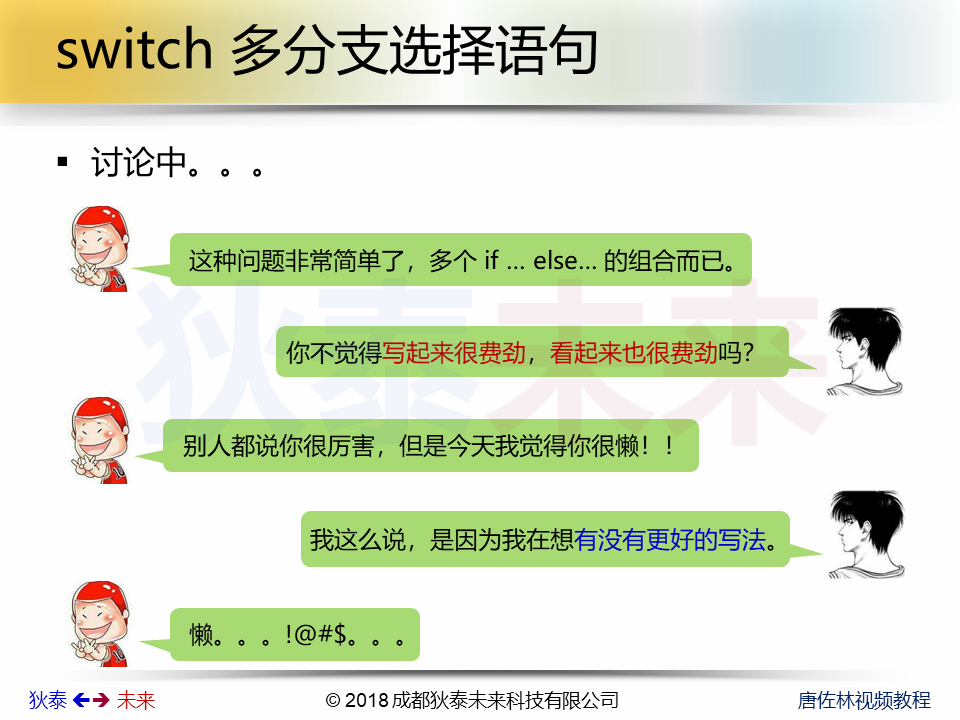 switch 多分支选择语句
▪ 讨论中。。。
这种问题非常简单了，多个 if … else… 的组合而已。
你不觉得写起来很费劲，看起来也很费劲吗？
别人都说你很厉害，但是今天我觉得你很懒！！
我这么说，是因为我在想有没有更好的写法。
懒。。。!@#$。。。
狄泰未来
狄泰 未来
© 2018 成都狄泰未来科技有限公司
唐佐林视频教程